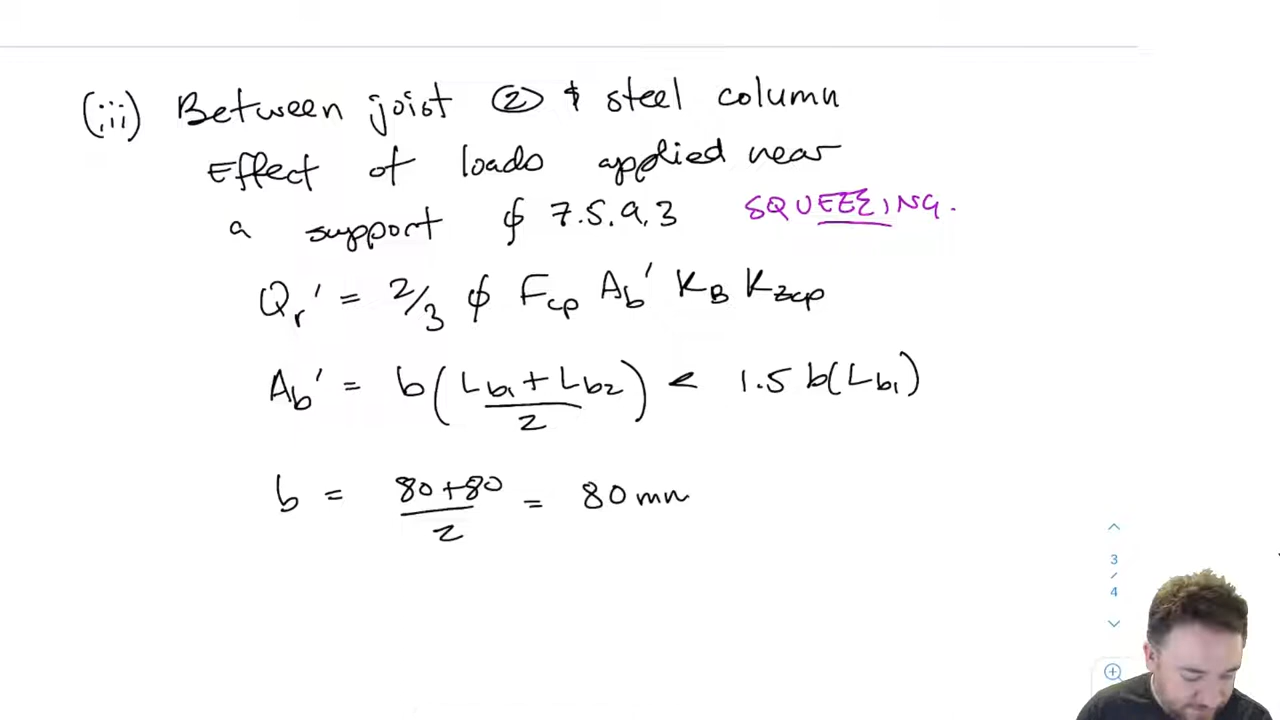 (iii) Between joist ② & steel column
Effect of loads applied near
a support § 7.5.9.3 SQUEEZING.
Qr' = 2/3 φ Fcp Ab' KB Kzcp
Ab' = b((Lb1 + Lb2)/2) < 1.5 b(Lb1)
b = (80+80)/2 = 80 mm
3
/
4